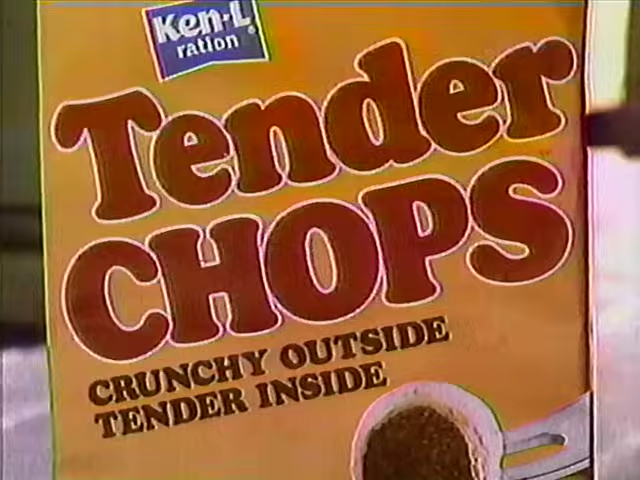 Ken-L
ration
Tender
CHOPS
CRUNCHY OUTSIDE
TENDER INSIDE